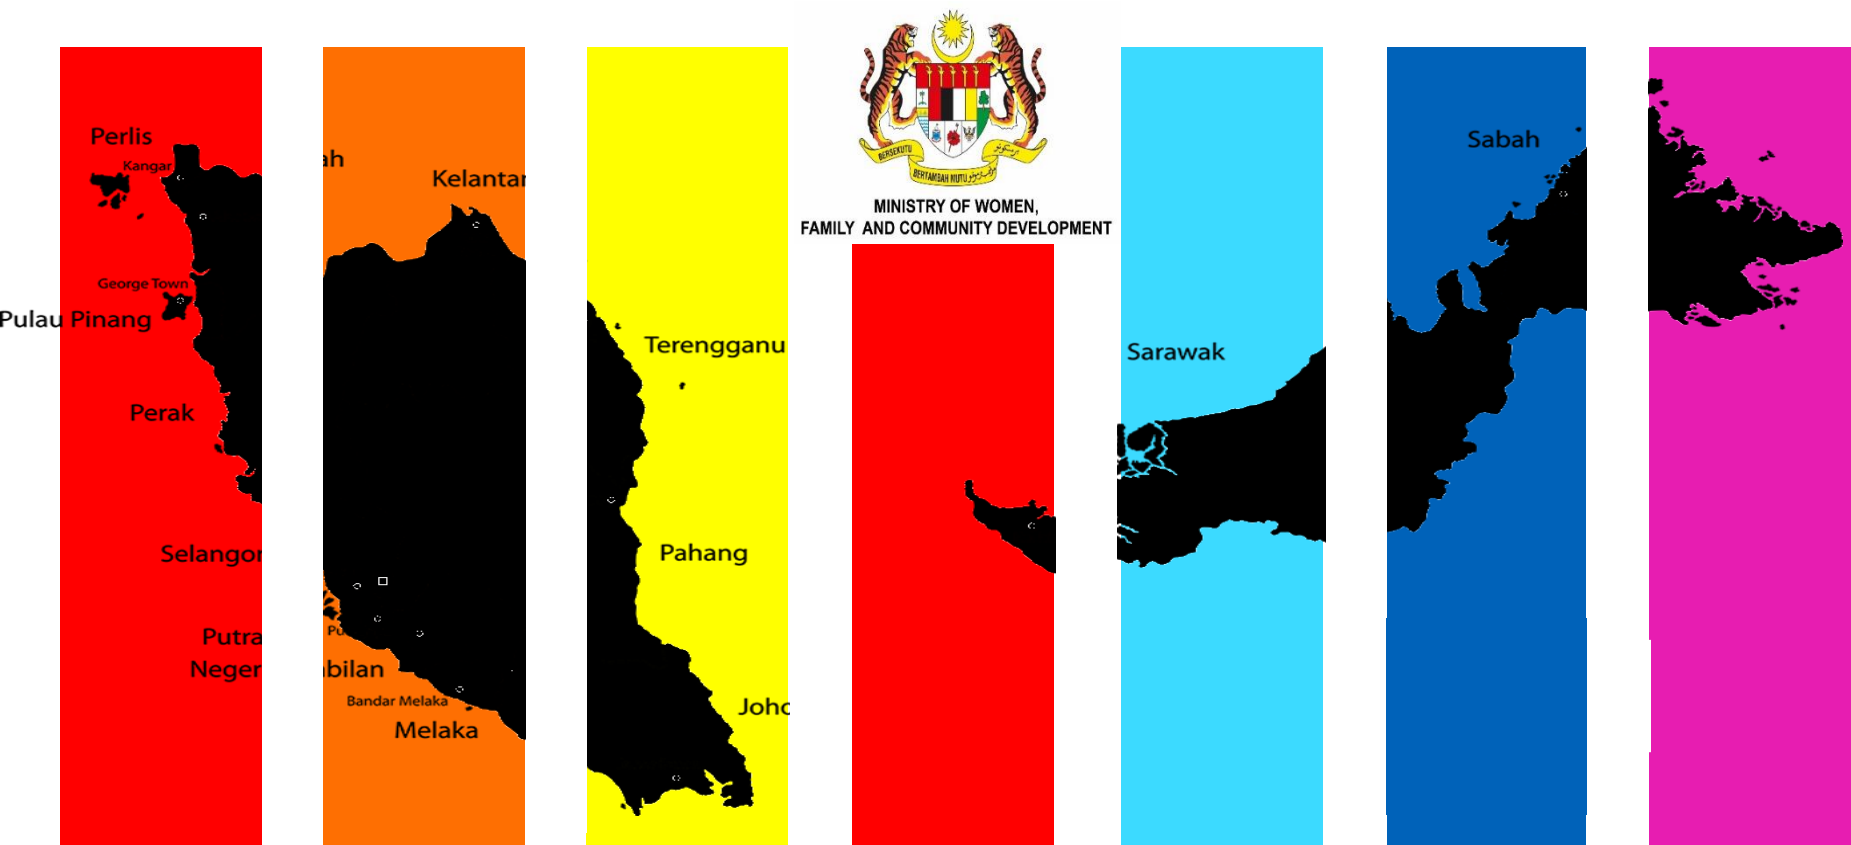 BERSEKUTU
BERTAMBAH MUTU
MINISTRY OF WOMEN,
FAMILY AND COMMUNITY DEVELOPMENT
Perlis
Kangar
George Town
Pulau Pinang
Perak
Selangor
Putra
Neger
ah
Kelantan
Pu
bilan
Bandar Melaka
Melaka
Terengganu
Pahang
Joho
Sarawak
Sabah